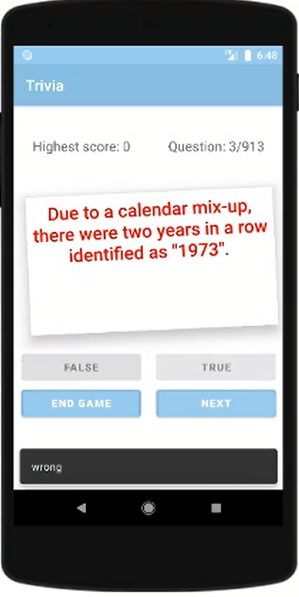 6:48
Trivia
Highest score: 0 Question: 3/913
Due to a calendar mix-up,
there were two years in a row
identified as "1973".
FALSE TRUE
END GAME NEXT
wrong